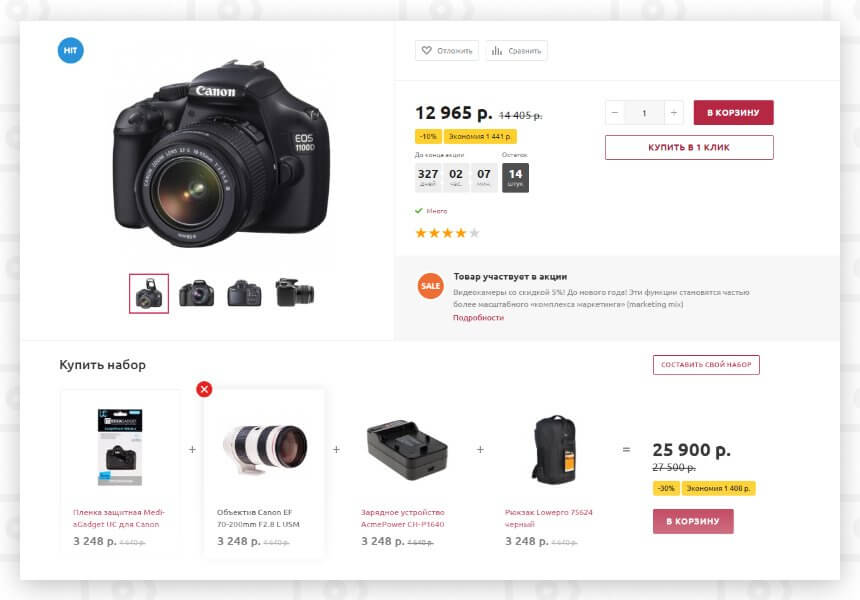 HIT
Canon
EOS
1100D
Отложить
Сравнить
12 965 р. 14 405 р.
-10% Экономия 1 441 р.
− 1 +
В КОРЗИНУ
КУПИТЬ В 1 КЛИК
До конца акции Остаток
327 02 07 14
дней час. мин. штук
Много
SALE
Товар участвует в акции
Видеокамеры со скидкой 5%! До нового года! Эти функции становятся частью
более масштабного «комплекса маркетинга» (marketing mix)
Подробности
Купить набор
СОСТАВИТЬ СВОЙ НАБОР
+ + + =
Пленка защитная Medi-
aGadget UC для Canon
3 248 р. 4 640 р.
Объектив Canon EF
70-200mm F2.8 L USM
3 248 р. 4 640 р.
Зарядное устройство
AcmePower CH-P1640
3 248 р. 4 640 р.
Рюкзак Lowepro 75624
черный
3 248 р. 4 640 р.
25 900 р.
27 500 р.
-30% Экономия 1 408 р.
В КОРЗИНУ